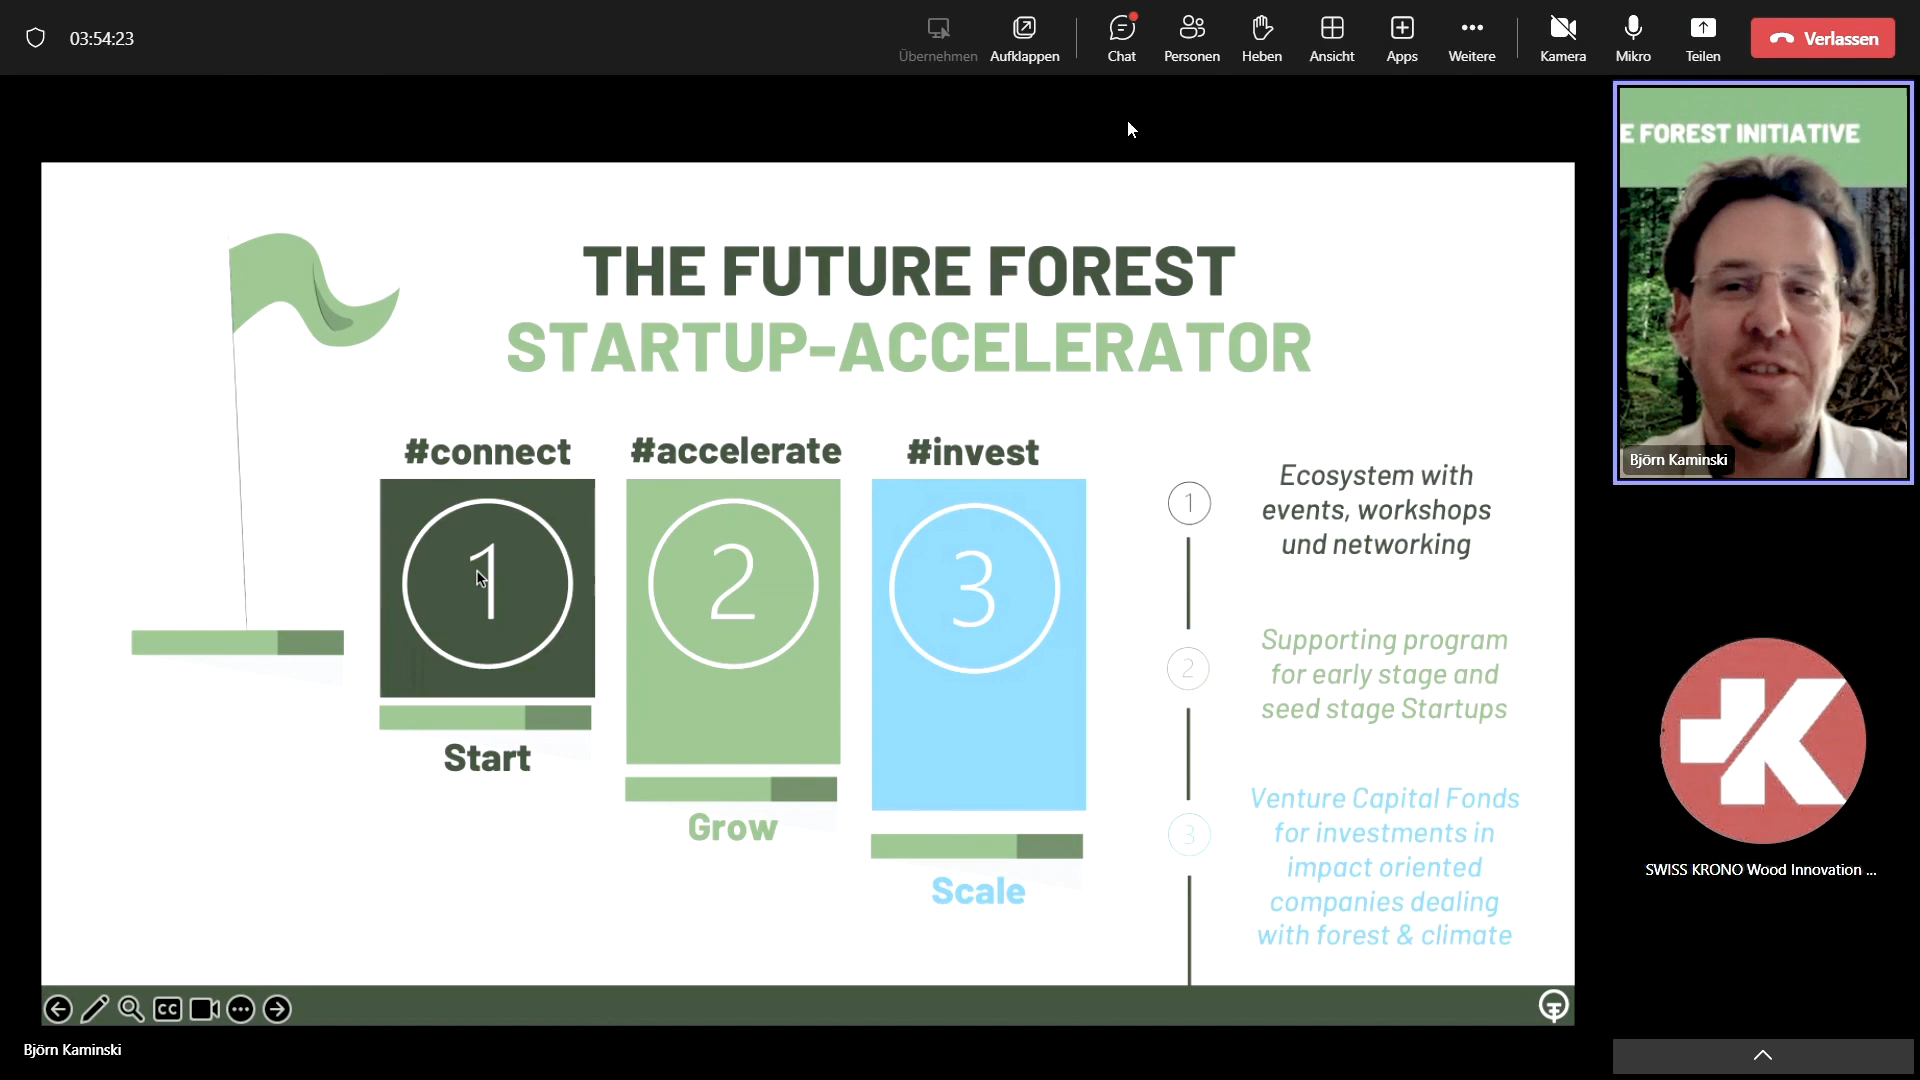 03:54:23
Übernehmen
Aufklappen
Chat
Personen
Heben
Ansicht
Apps
Weitere
Kamera
Mikro
Teilen
Verlassen
E FOREST INITIATIVE
Björn Kaminski
THE FUTURE FOREST
STARTUP-ACCELERATOR
#connect
1
Start
#accelerate
2
Grow
#invest
3
Scale
1
Ecosystem with
events, workshops
und networking
2
Supporting program
for early stage and
seed stage Startups
3
Venture Capital Fonds
for investments in
impact oriented
companies dealing
with forest & climate
SWISS KRONO Wood Innovation ...
CC
Björn Kaminski